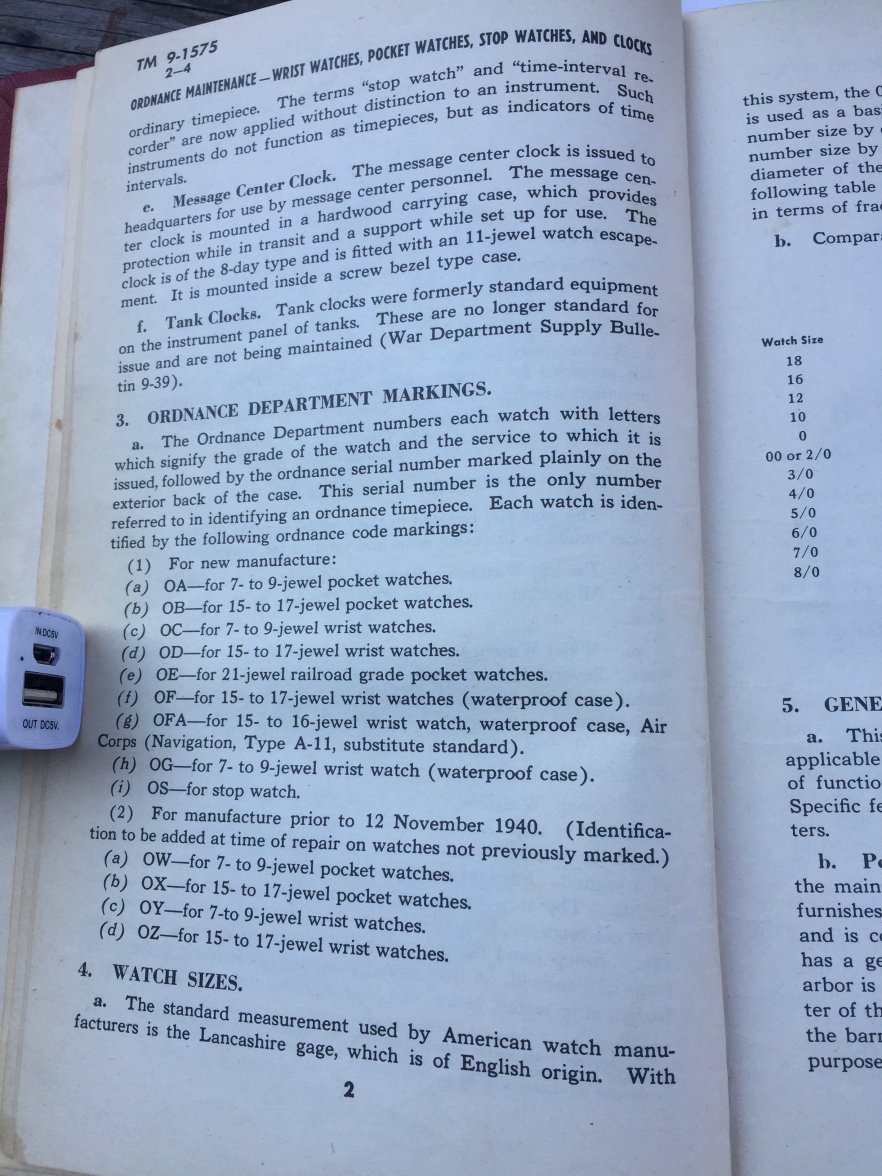 TM 9-1575
2–4
ORDNANCE MAINTENANCE — WRIST WATCHES, POCKET WATCHES, STOP WATCHES, AND CLOCKS
ordinary timepiece. The terms “stop watch” and “time-interval re-
corder” are now applied without distinction to an instrument. Such
instruments do not function as timepieces, but as indicators of time
intervals.
e. Message Center Clock. The message center clock is issued to
headquarters for use by message center personnel. The message cen-
ter clock is mounted in a hardwood carrying case, which provides
protection while in transit and a support while set up for use. The
clock is of the 8-day type and is fitted with an 11-jewel watch escape-
ment. It is mounted inside a screw bezel type case.
f. Tank Clocks. Tank clocks were formerly standard equipment
on the instrument panel of tanks. These are no longer standard for
issue and are not being maintained (War Department Supply Bulle-
tin 9-39).
3. ORDNANCE DEPARTMENT MARKINGS.
a. The Ordnance Department numbers each watch with letters
which signify the grade of the watch and the service to which it is
issued, followed by the ordnance serial number marked plainly on the
exterior back of the case. This serial number is the only number
referred to in identifying an ordnance timepiece. Each watch is iden-
tified by the following ordnance code markings:
(1) For new manufacture:
(a) OA—for 7- to 9-jewel pocket watches.
(b) OB—for 15- to 17-jewel pocket watches.
(c) OC—for 7- to 9-jewel wrist watches.
(d) OD—for 15- to 17-jewel wrist watches.
(e) OE—for 21-jewel railroad grade pocket watches.
(f) OF—for 15- to 17-jewel wrist watches (waterproof case).
(g) OFA—for 15- to 16-jewel wrist watch, waterproof case, Air
Corps (Navigation, Type A-11, substitute standard).
(h) OG—for 7- to 9-jewel wrist watch (waterproof case).
(i) OS—for stop watch.
(2) For manufacture prior to 12 November 1940. (Identifica-
tion to be added at time of repair on watches not previously marked.)
(a) OW—for 7- to 9-jewel pocket watches.
(b) OX—for 15- to 17-jewel pocket watches.
(c) OY—for 7-to 9-jewel wrist watches.
(d) OZ—for 15- to 17-jewel wrist watches.
4. WATCH SIZES.
a. The standard measurement used by American watch manu-
facturers is the Lancashire gage, which is of English origin. With
2
IN DC5V
OUT DC5V.
this system, the
is used as a bas
number size by
number size by
diameter of the
following table
in terms of fra
b. Compar
Watch Size
18
16
12
10
0
00 or 2/0
3/0
4/0
5/0
6/0
7/0
8/0
5. GENE
a. This
applicable
of functio
Specific fe
ters.
b. P
the main
furnishes
and is c
has a ge
arbor is
ter of th
the barr
purpose